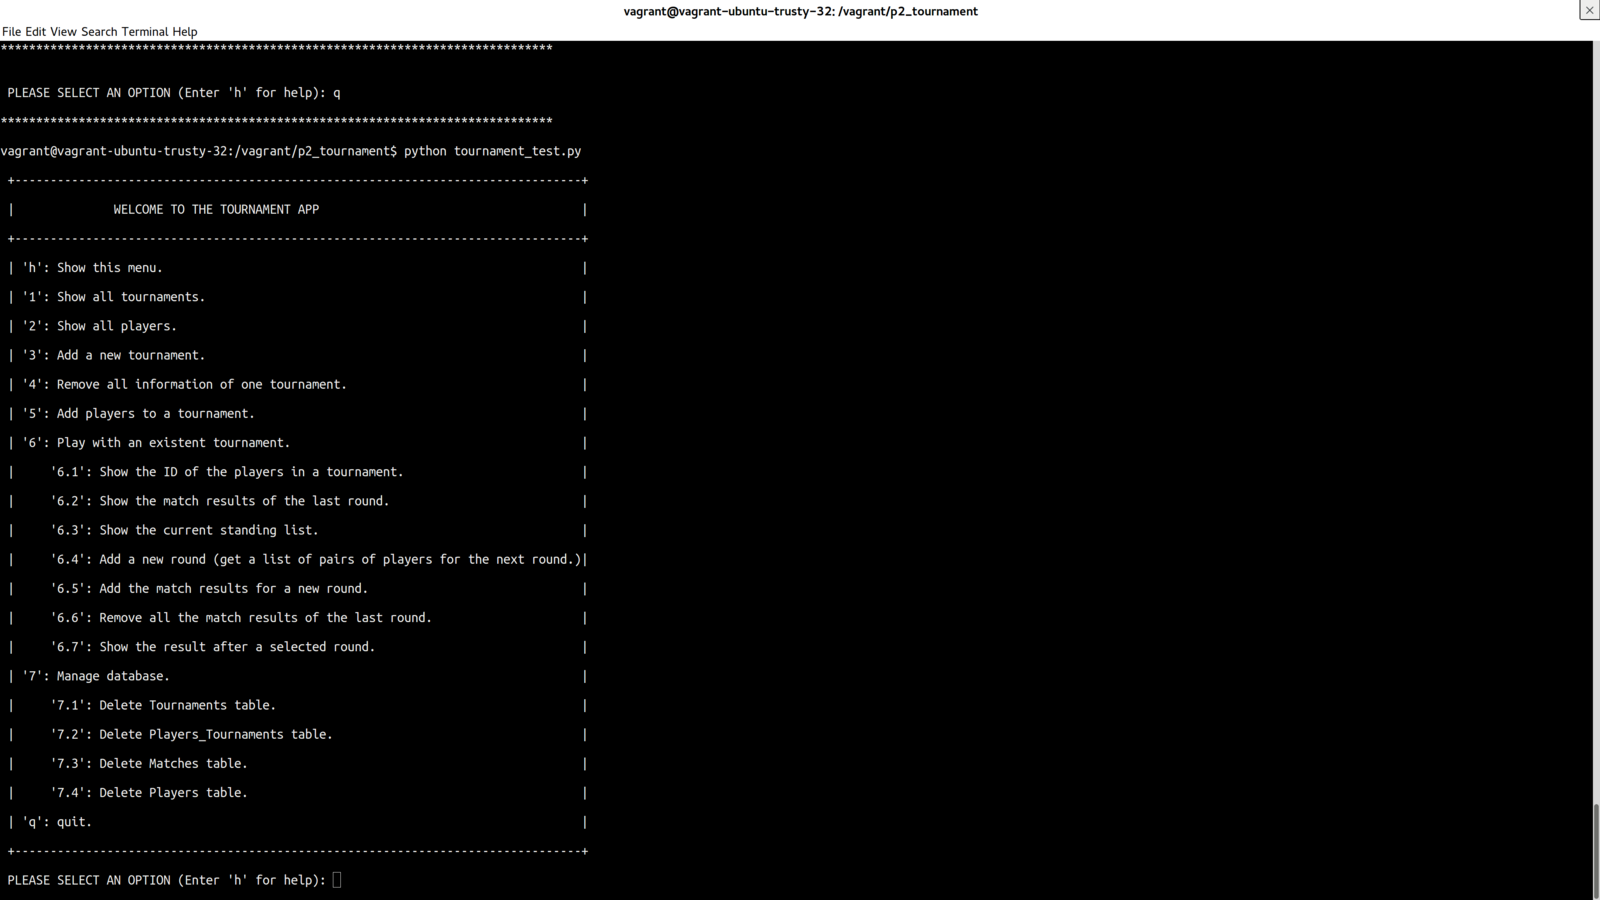 vagrant@vagrant-ubuntu-trusty-32: /vagrant/p2_tournament
File Edit View Search Terminal Help
******************************************************************************
PLEASE SELECT AN OPTION (Enter 'h' for help): q
******************************************************************************
vagrant@vagrant-ubuntu-trusty-32:/vagrant/p2_tournament$ python tournament_test.py
+--------------------------------------------------------------------------------+
| WELCOME TO THE TOURNAMENT APP |
+--------------------------------------------------------------------------------+
| 'h': Show this menu. |
| '1': Show all tournaments. |
| '2': Show all players. |
| '3': Add a new tournament. |
| '4': Remove all information of one tournament. |
| '5': Add players to a tournament. |
| '6': Play with an existent tournament. |
| '6.1': Show the ID of the players in a tournament. |
| '6.2': Show the match results of the last round. |
| '6.3': Show the current standing list. |
| '6.4': Add a new round (get a list of pairs of players for the next round.)|
| '6.5': Add the match results for a new round. |
| '6.6': Remove all the match results of the last round. |
| '6.7': Show the result after a selected round. |
| '7': Manage database. |
| '7.1': Delete Tournaments table. |
| '7.2': Delete Players_Tournaments table. |
| '7.3': Delete Matches table. |
| '7.4': Delete Players table. |
| 'q': quit. |
+--------------------------------------------------------------------------------+
PLEASE SELECT AN OPTION (Enter 'h' for help):